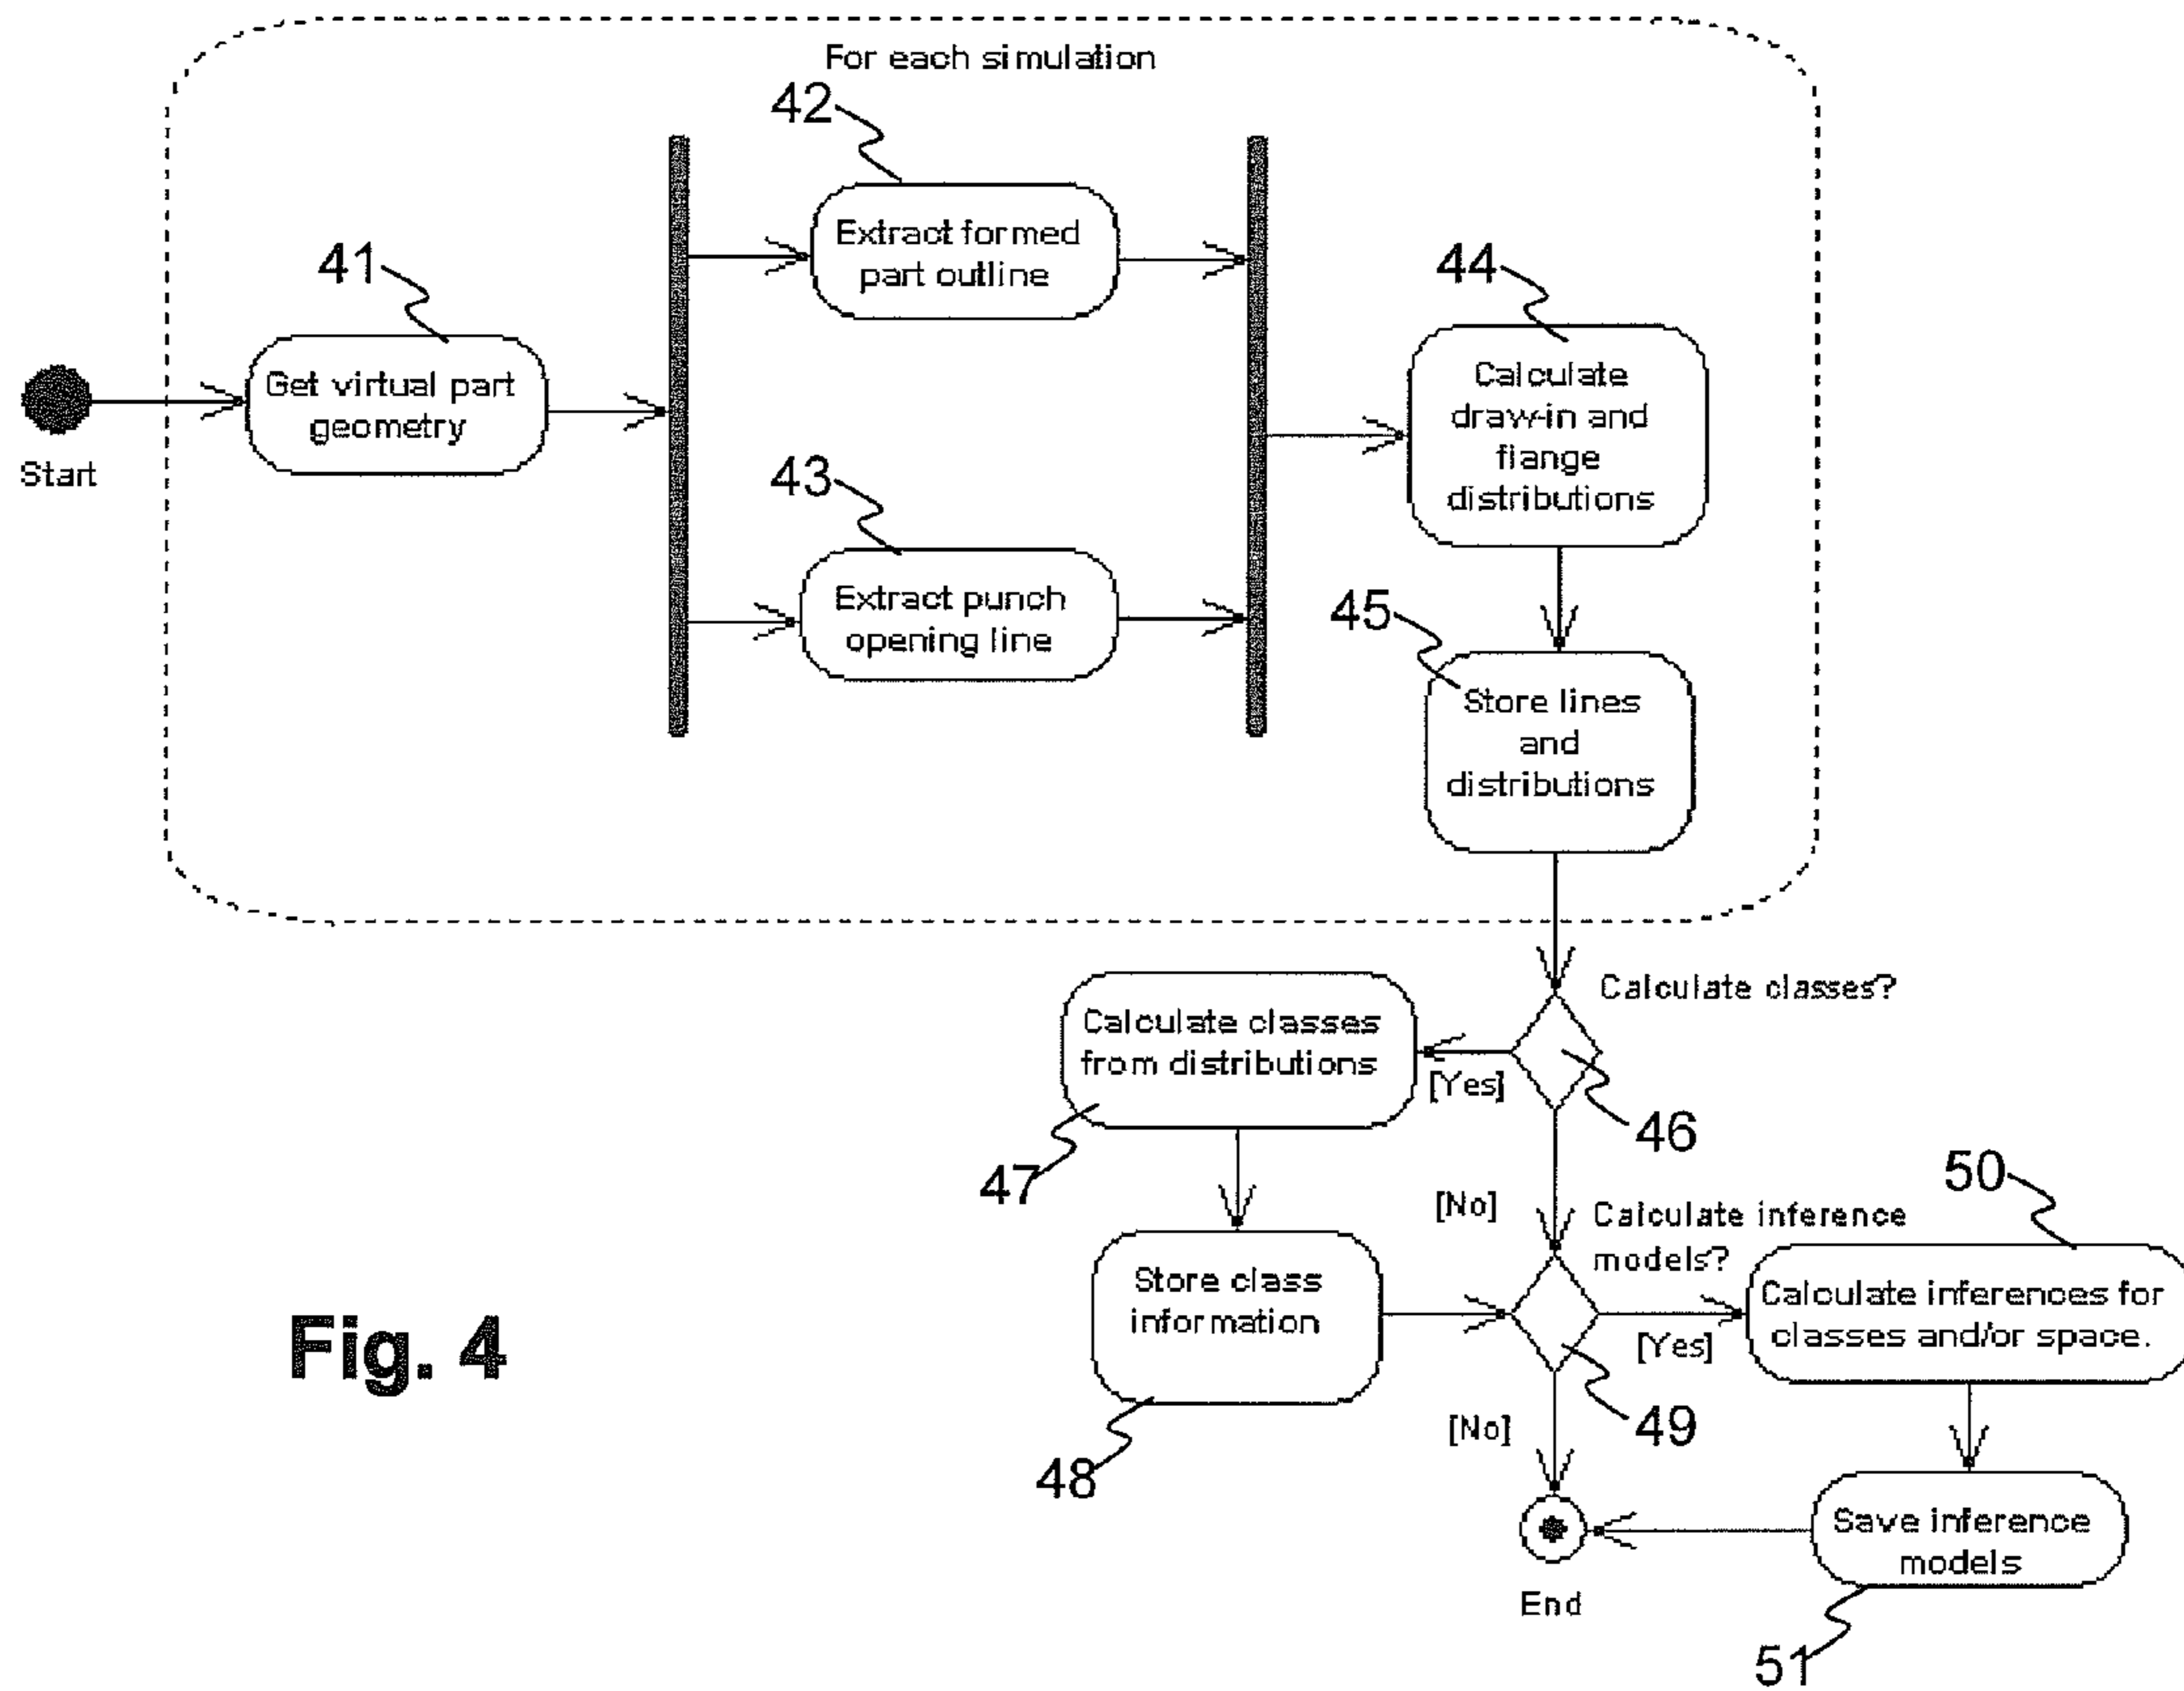 For each simulation
42
Extract formed
part outline
41
Get virtual part
geometry
Start
43
Extract punch
opening line
44
Calculate
draw-in and
flange
distributions
45
Store lines
and
distributions
Calculate classes?
Calculate classes
from distributions
[Yes]
46
47
[No]
Calculate inference
models?
50
Store class
information
Calculate inferences for
classes and/or space.
[Yes]
49
48
[No]
Save inference
models
End
51
Fig. 4